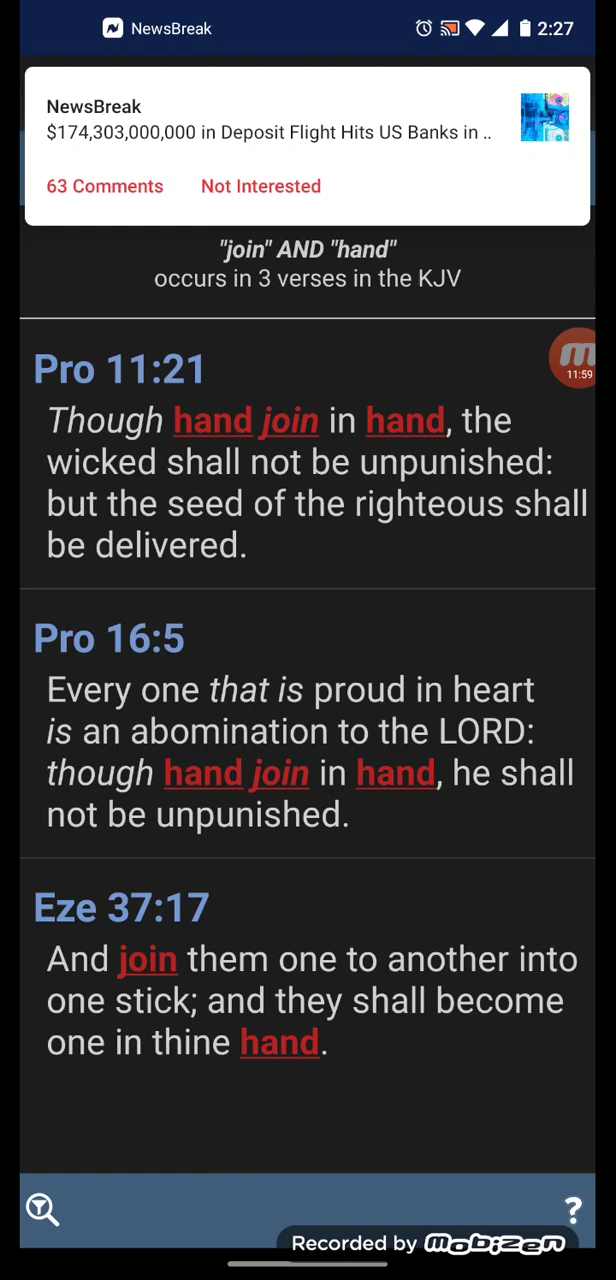 NewsBreak
2:27
NewsBreak
$174,303,000,000 in Deposit Flight Hits US Banks in ..
63 Comments Not Interested
"join" AND "hand"
occurs in 3 verses in the KJV
Pro 11:21
11:59
Though hand join in hand, the
wicked shall not be unpunished:
but the seed of the righteous shall
be delivered.
Pro 16:5
Every one that is proud in heart
is an abomination to the LORD:
though hand join in hand, he shall
not be unpunished.
Eze 37:17
And join them one to another into
one stick; and they shall become
one in thine hand.
?
Recorded by mobizen